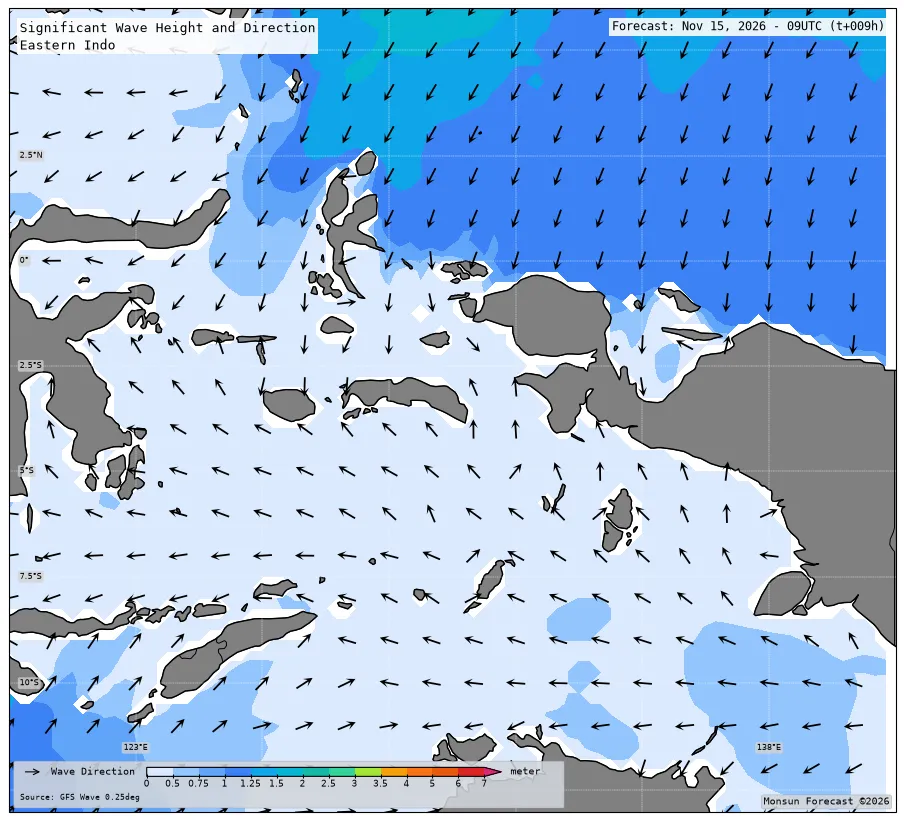 Significant Wave Height and Direction
Eastern Indo
Forecast: Nov 15, 2026 - 09UTC (t+009h)
2.5°N
0°
2.5°S
5°S
7.5°S
10°S
123°E
138°E
Wave Direction
meter
0 0.5 0.75 1 1.25 1.5 2 2.5 3 3.5 4 5 6 7
Source: GFS Wave 0.25deg
Monsun Forecast ©2026